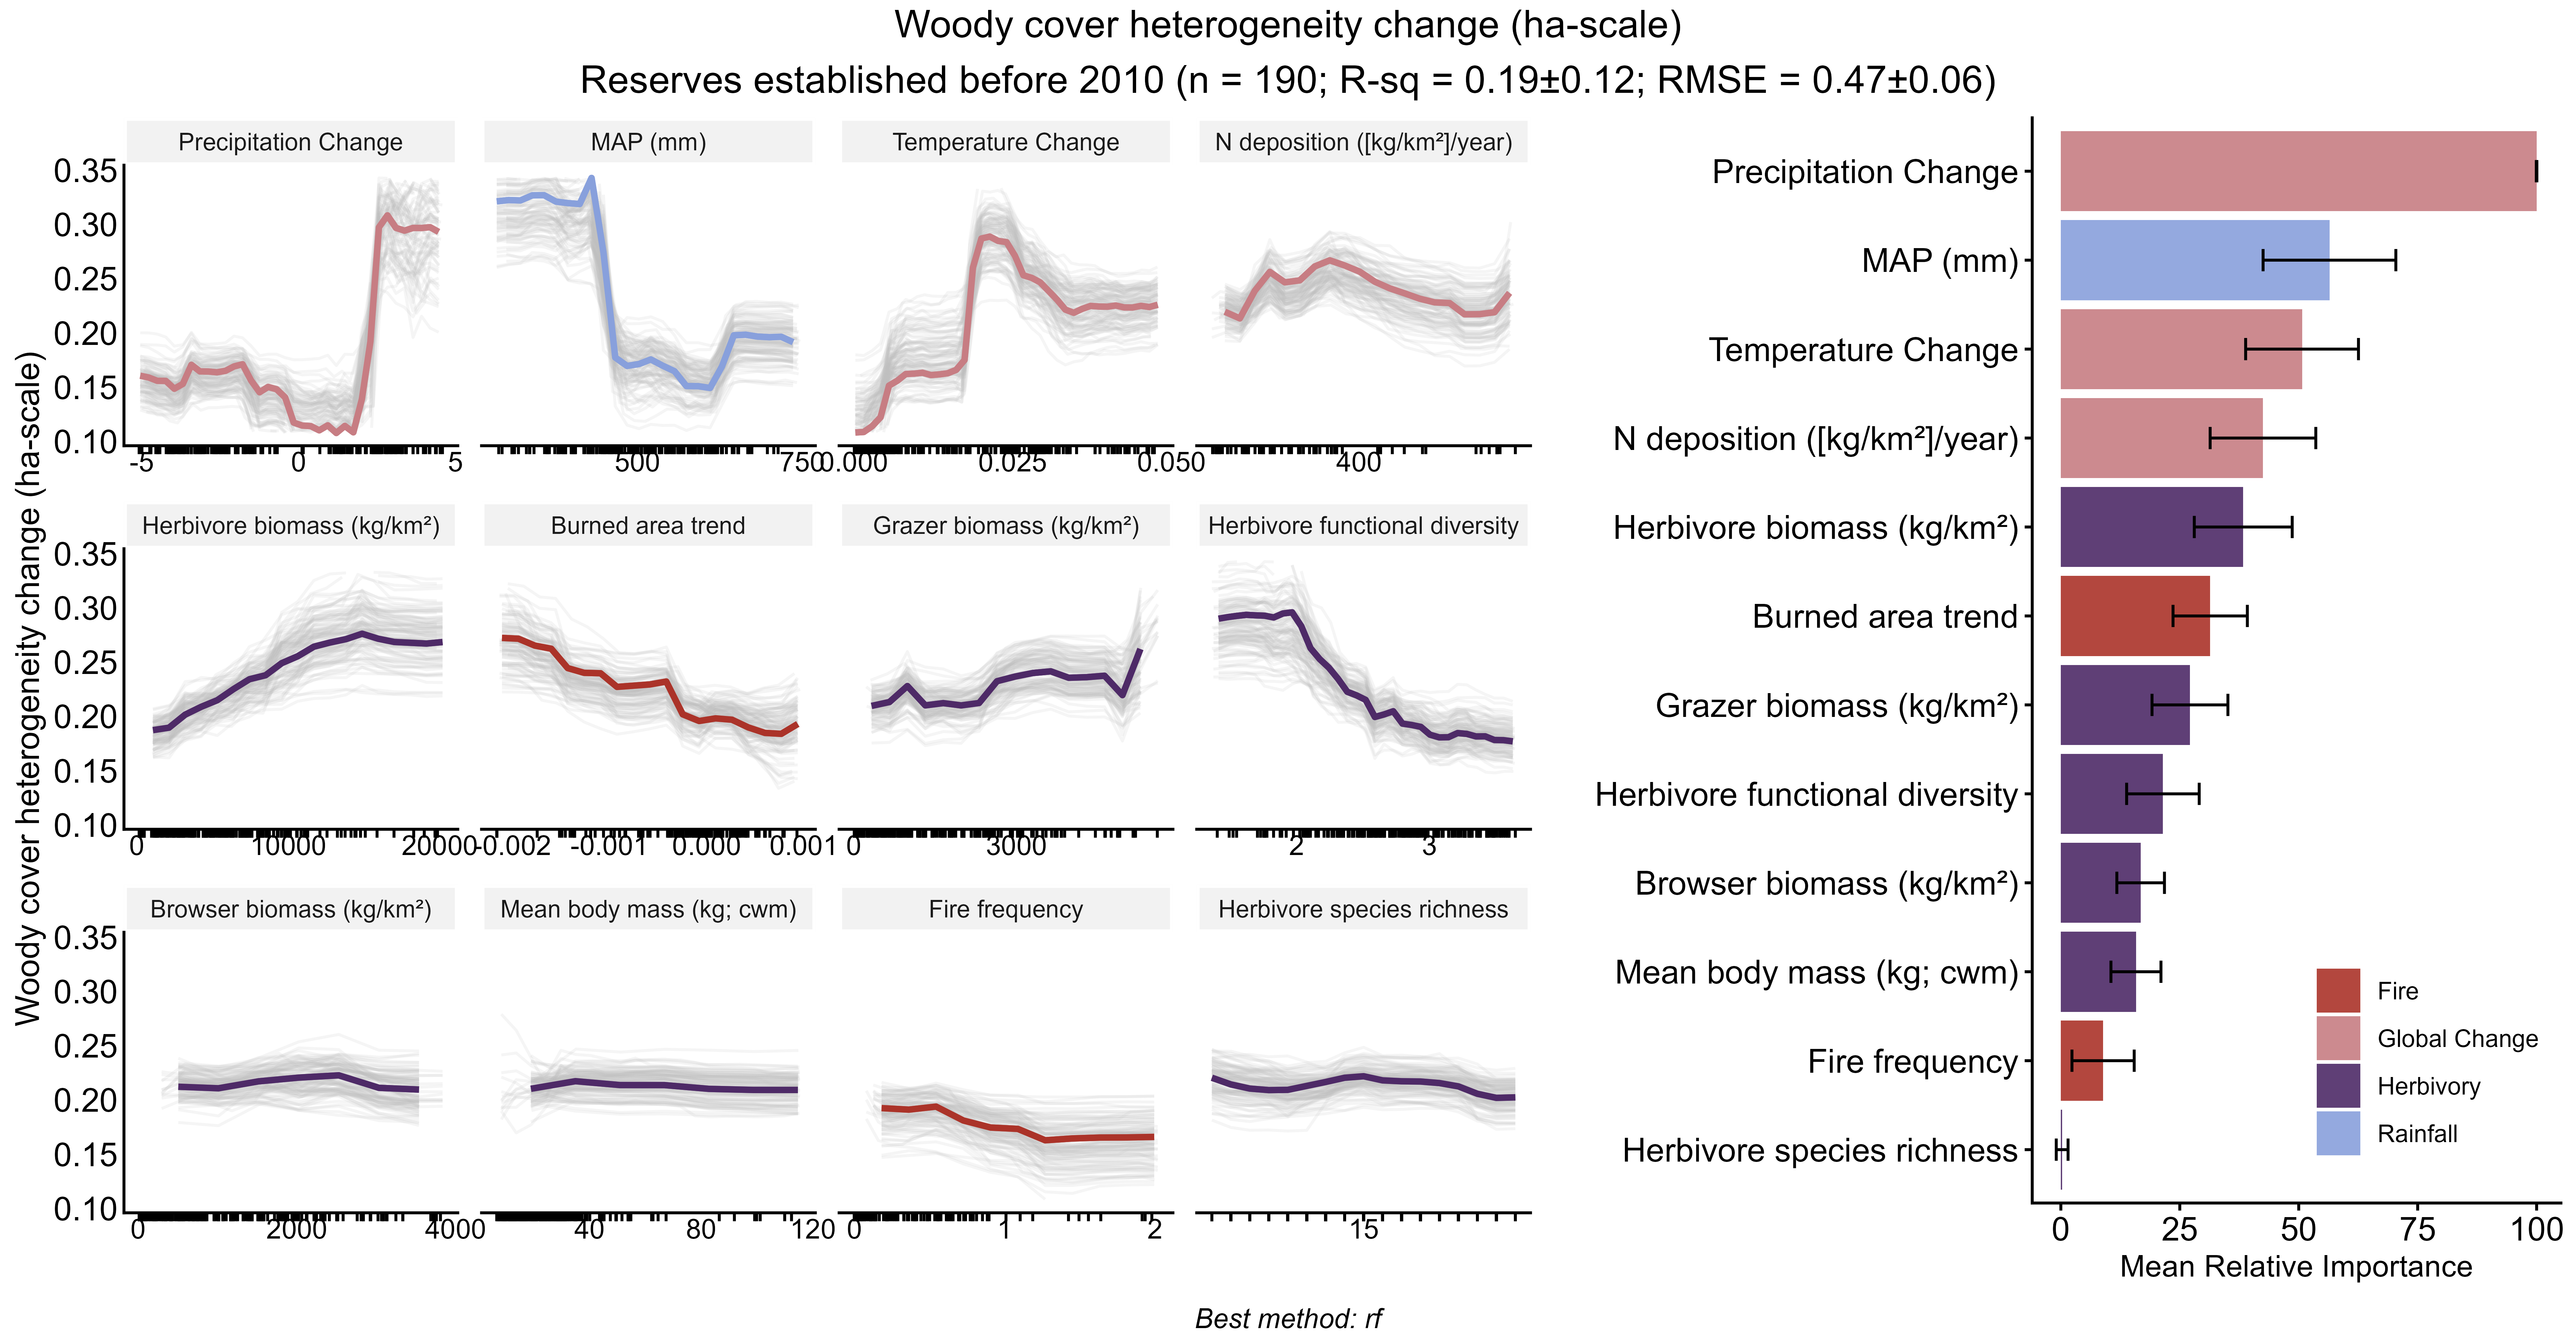 Woody cover heterogeneity change (ha-scale)
Reserves established before 2010 (n = 190; R-sq = 0.19±0.12; RMSE = 0.47±0.06)
Woody cover heterogeneity change (ha-scale)
Precipitation Change
MAP (mm)
Temperature Change
N deposition ([kg/km²]/year)
0.35
0.30
0.25
0.20
0.15
0.10
-5 0 5
500 750
0.000 0.025 0.050
400
Herbivore biomass (kg/km²)
Burned area trend
Grazer biomass (kg/km²)
Herbivore functional diversity
0.35
0.30
0.25
0.20
0.15
0.10
0 10000 20000
-0.002 -0.001 0.000 0.001
0 3000
2 3
Browser biomass (kg/km²)
Mean body mass (kg; cwm)
Fire frequency
Herbivore species richness
0.35
0.30
0.25
0.20
0.15
0.10
0 2000 4000
40 80 120
0 1 2
15
Precipitation Change
MAP (mm)
Temperature Change
N deposition ([kg/km²]/year)
Herbivore biomass (kg/km²)
Burned area trend
Grazer biomass (kg/km²)
Herbivore functional diversity
Browser biomass (kg/km²)
Mean body mass (kg; cwm)
Fire frequency
Herbivore species richness
0 25 50 75 100
Mean Relative Importance
Fire
Global Change
Herbivory
Rainfall
Best method: rf